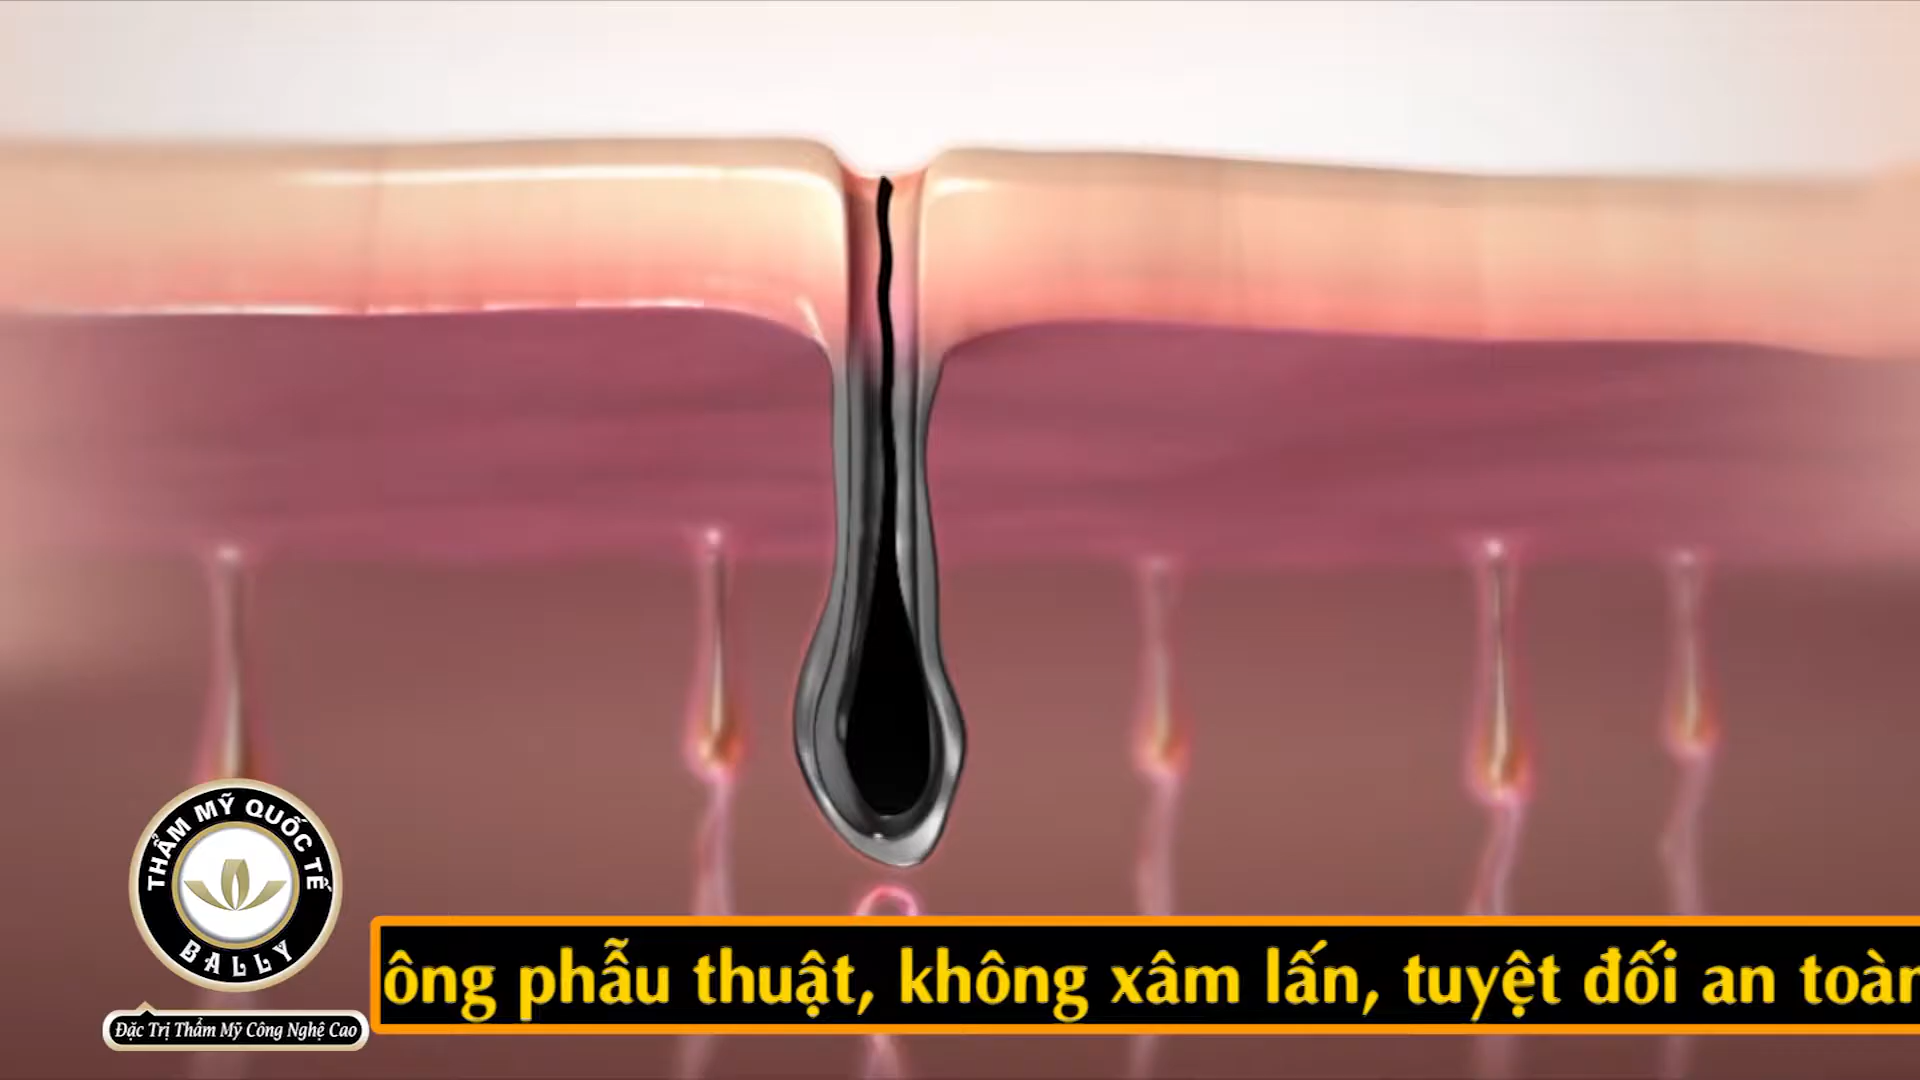 THẨM MỸ QUỐC TẾ
BALLY
Đặc Trị Thẩm Mỹ Công Nghệ Cao
ông phẫu thuật, không xâm lấn, tuyệt đối an toàn